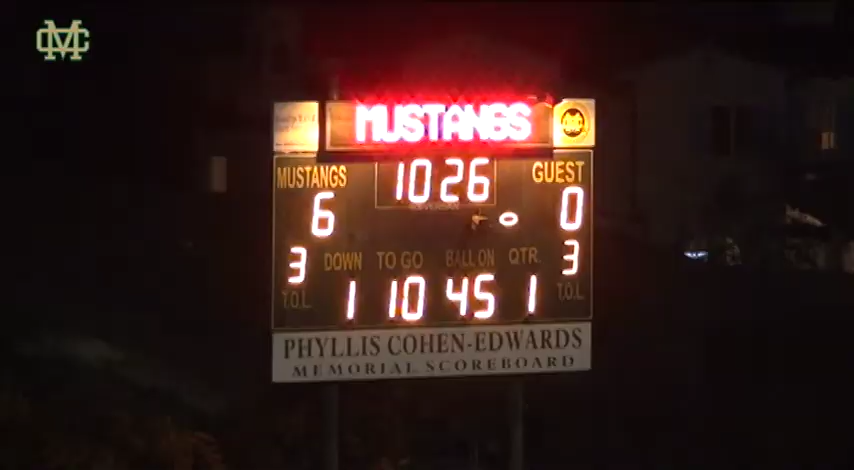 MC
MUSTANGS
MC
MUSTANGS 10 26 GUEST
6 0
3 DOWN TO GO BALL ON QTR. 3
T.O.L. 1 10 45 1 T.O.L.
PHYLLIS COHEN-EDWARDS
MEMORIAL SCOREBOARD